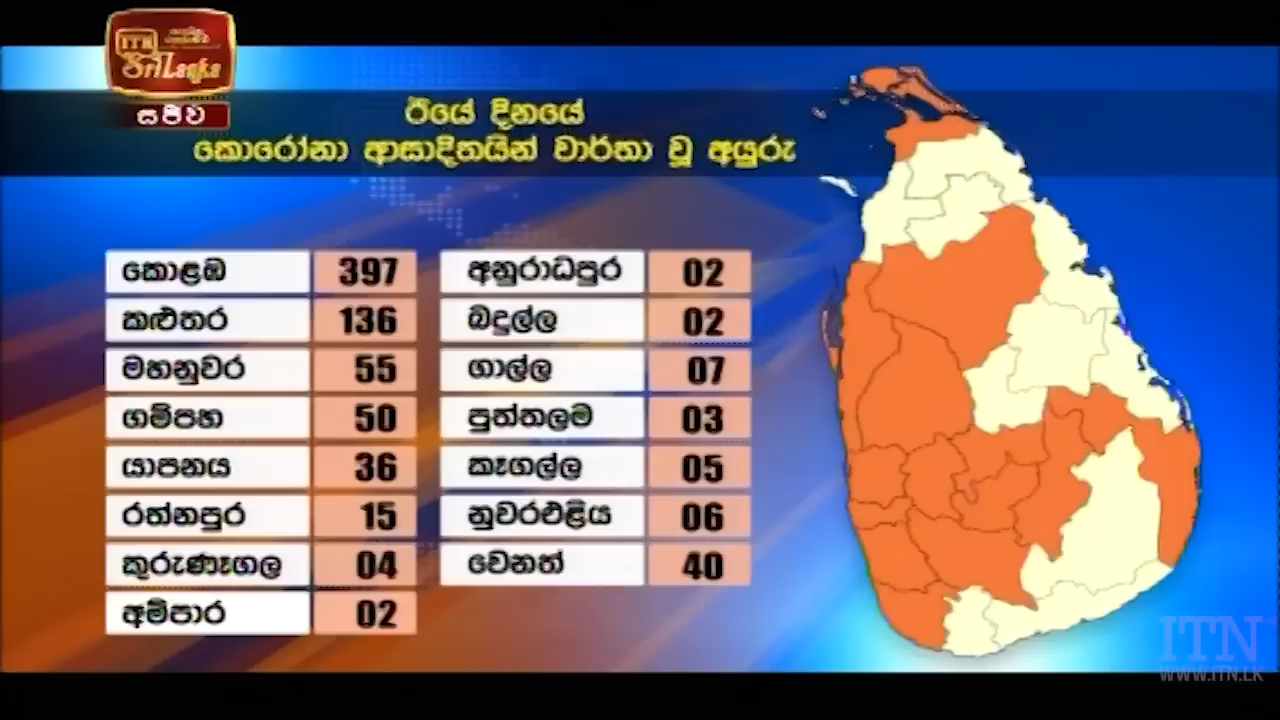 ITN
Sri Lanka
සජීව
ඊයේ දිනයේ
කොරෝනා ආසාදිතයින් වාර්තා වූ අයුරු
කොළඹ 397
කළුතර 136
මහනුවර 55
ගම්පහ 50
යාපනය 36
රත්නපුර 15
කුරුණෑගල 04
අම්පාර 02
අනුරාධපුර 02
බදුල්ල 02
ගාල්ල 07
පුත්තලම 03
කෑගල්ල 05
නුවරඑළිය 06
වෙනත් 40
ITN
WWW.ITN.LK